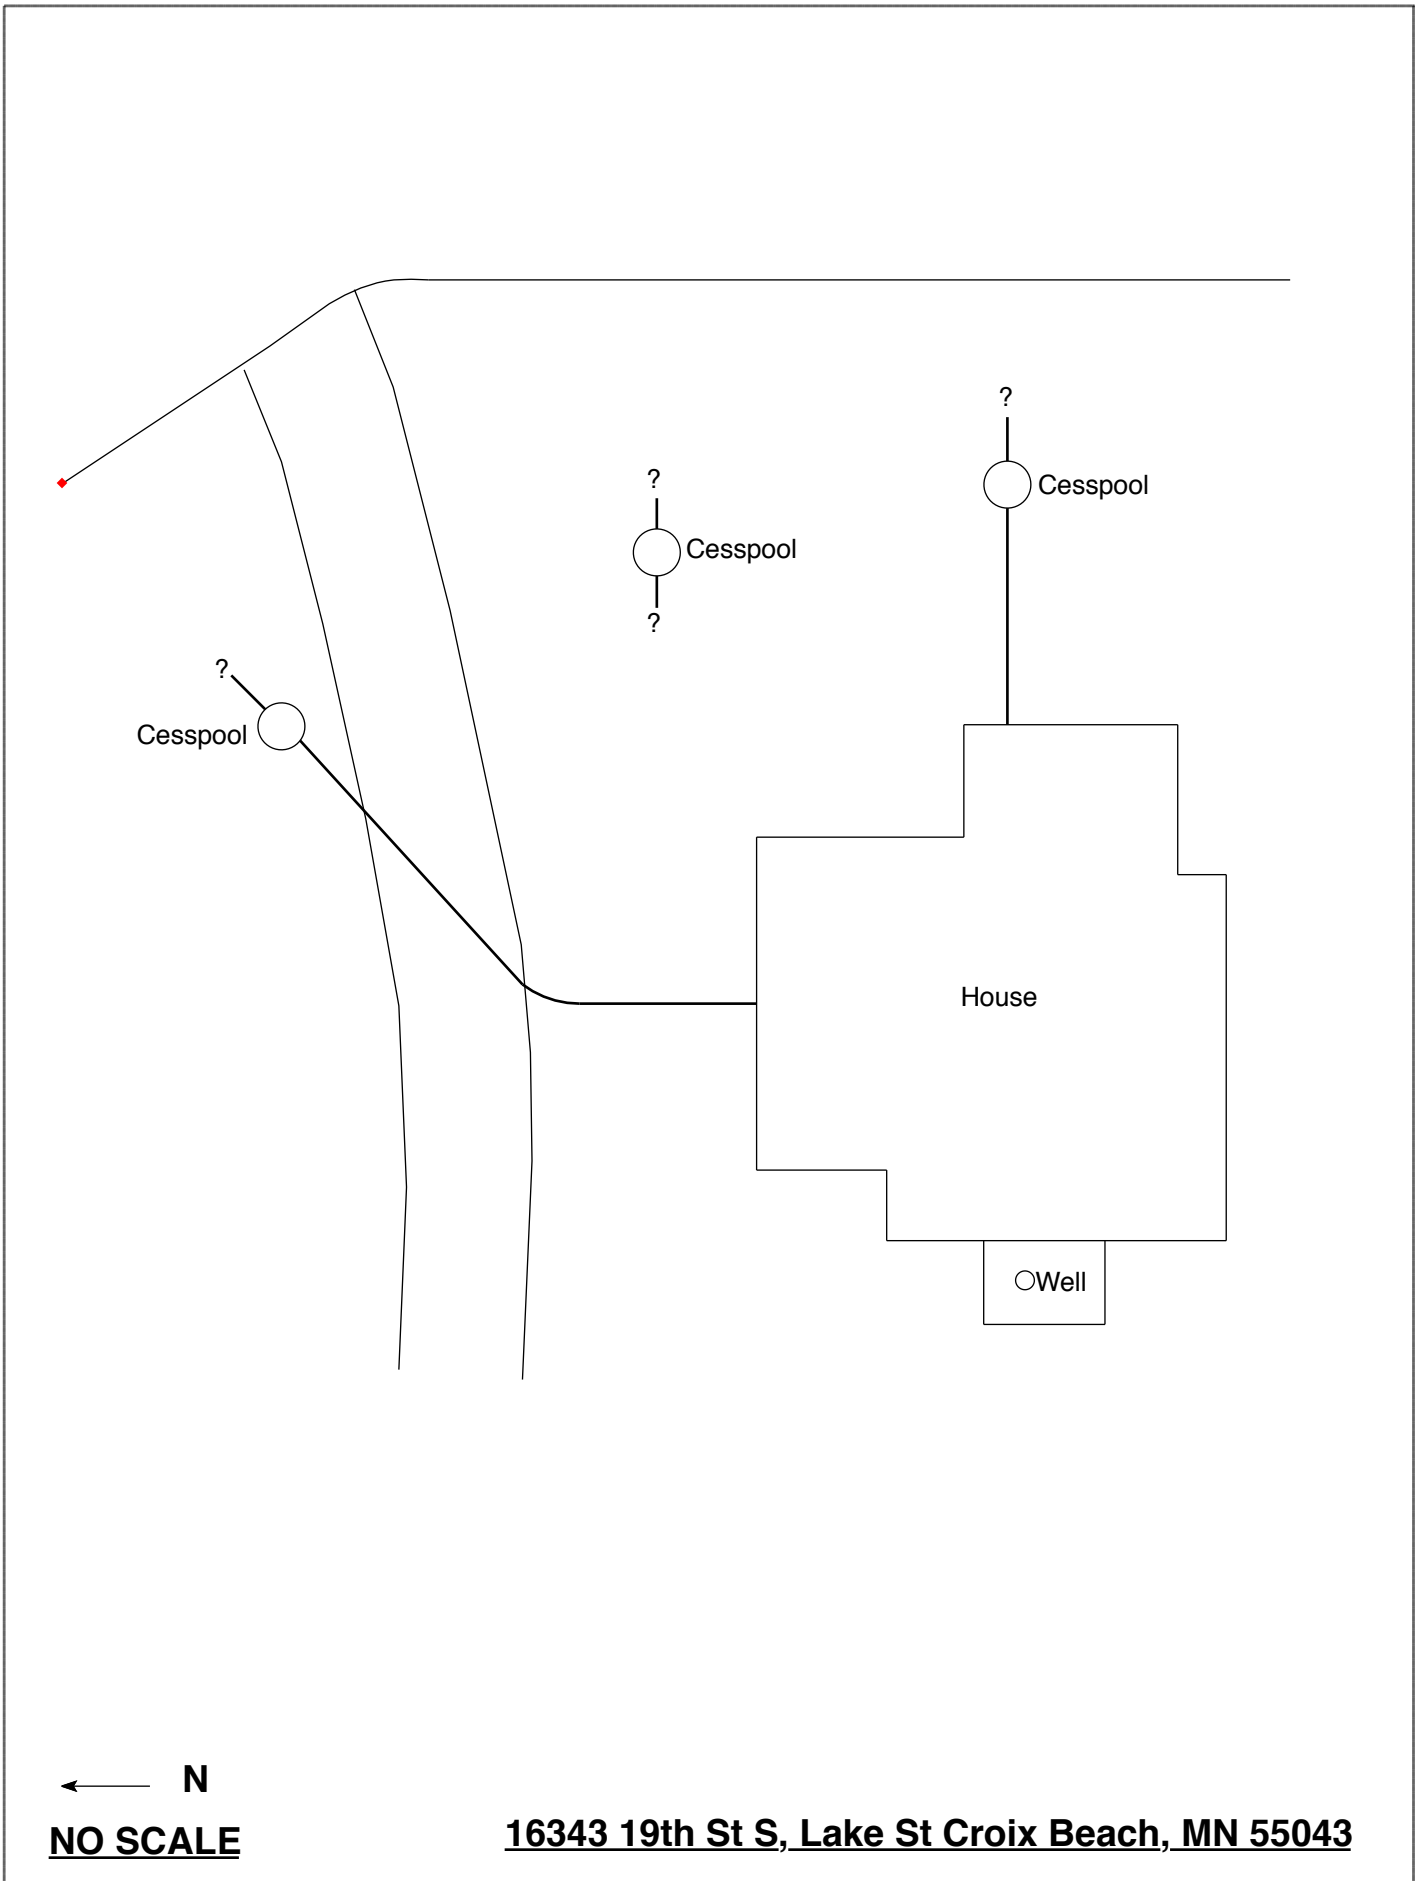 ?
?
Cesspool
Cesspool
?
?
Cesspool
House
Well
N
NO SCALE
16343 19th St S, Lake St Croix Beach, MN 55043